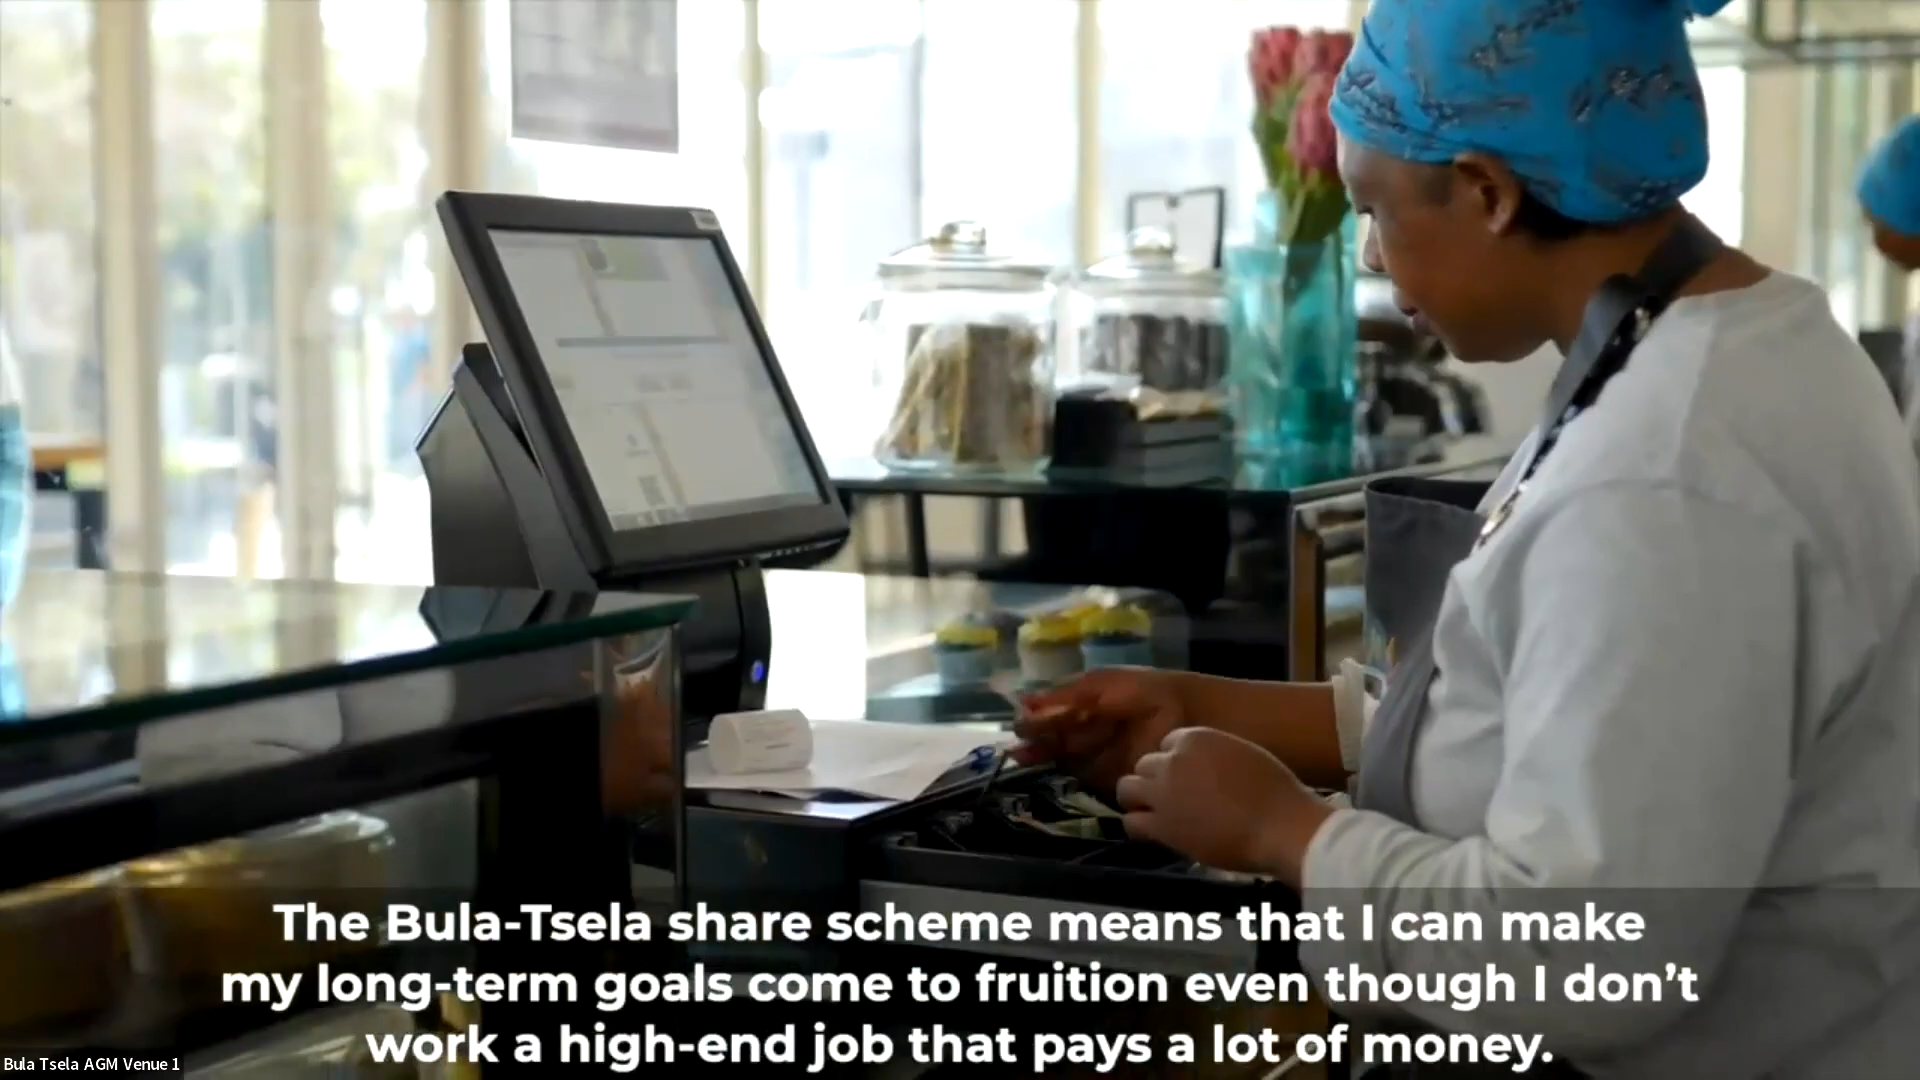 The Bula-Tsela share scheme means that I can make
my long-term goals come to fruition even though I don't
work a high-end job that pays a lot of money.
Bula Tsela AGM Venue 1